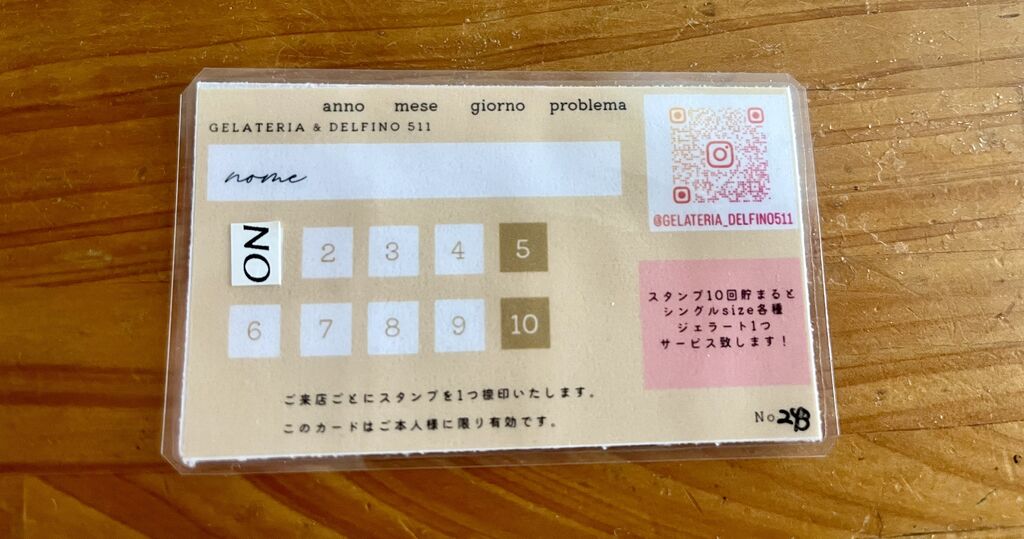 anno mese giorno problema
GELATERIA & DELFINO 511
nome
@GELATERIA_DELFINO511
NO 2 3 4 5
6 7 8 9 10
スタンプ10回貯まると
シングルsize各種
ジェラート1つ
サービス致します！
ご来店ごとにスタンプを1つ捺印いたします。
このカードはご本人様に限り有効です。
No